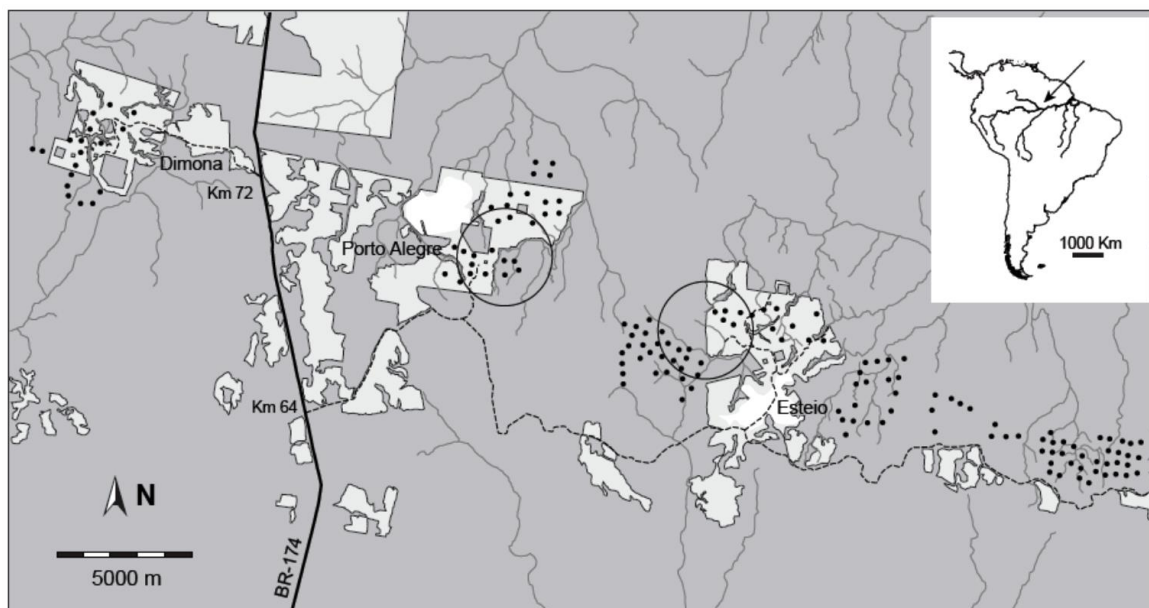 1000 Km
Dimona
Km 72
Porto Alegre
Km 64
Esteio
N
5000 m
BR-174